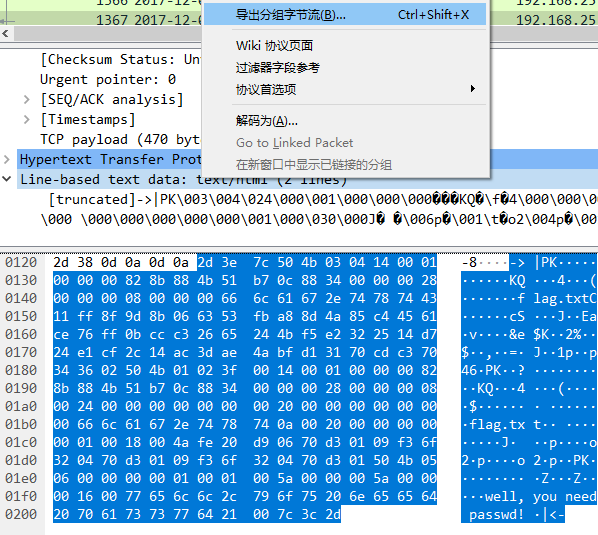 1366 2017-12-0
1367 2017-12-0
192.168.25
192.168.25
导出分组字节流(B)... Ctrl+Shift+X
Wiki 协议页面
过滤器字段参考
协议首选项
解码为(A)...
Go to Linked Packet
在新窗口中显示已链接的分组
[Checksum Status: Un
Urgent pointer: 0
[SEQ/ACK analysis]
[Timestamps]
TCP payload (470 byt
Hypertext Transfer Prot
Line-based text data: text/html (2 lines)
[truncated]->|PK\003\004\024\000\001\000\000\000���KQ�\f�4\000\000\00
\000 \000\000\000\000\000\001\000\030\000J� �\006p�\001\t�o2\004p�\00
0120 2d 38 0d 0a 0d 0a 2d 3e 7c 50 4b 03 04 14 00 01 -8····-> |PK·····
0130 00 00 00 82 8b 88 4b 51 b7 0c 88 34 00 00 00 28 ······KQ ···4···(
0140 00 00 00 08 00 00 00 66 6c 61 67 2e 74 78 74 43 ·······f lag.txtC
0150 11 ff 8f 9d 8b 06 63 53 fb a8 8d 4a 85 c4 45 61 ······cS ···J··Ea
0160 ce 76 ff 0b cc c3 26 65 24 4b f5 e2 32 25 14 d7 ·v····&e $K··2%··
0170 24 e1 cf 2c 14 ac 3d ae 4a bf d1 31 70 cd c3 70 $··,··=· J··1p··p
0180 34 36 02 50 4b 01 02 3f 00 14 00 01 00 00 00 82 46·PK··? ········
0190 8b 88 4b 51 b7 0c 88 34 00 00 00 28 00 00 00 08 ··KQ···4 ···(····
01a0 00 24 00 00 00 00 00 00 00 20 00 00 00 00 00 00 ·$······ · ······
01b0 00 66 6c 61 67 2e 74 78 74 0a 00 20 00 00 00 00 ·flag.tx t·· ····
01c0 00 01 00 18 00 4a fe 20 d9 06 70 d3 01 09 f3 6f ·····J· ··p····o
01d0 32 04 70 d3 01 09 f3 6f 32 04 70 d3 01 50 4b 05 2·p····o 2·p··PK·
01e0 06 00 00 00 00 01 00 01 00 5a 00 00 00 5a 00 00 ········ ·Z···Z··
01f0 00 16 00 77 65 6c 6c 2c 79 6f 75 20 6e 65 65 64 ···well, you need
0200 20 70 61 73 73 77 64 21 00 7c 3c 2d passwd! ·|<-